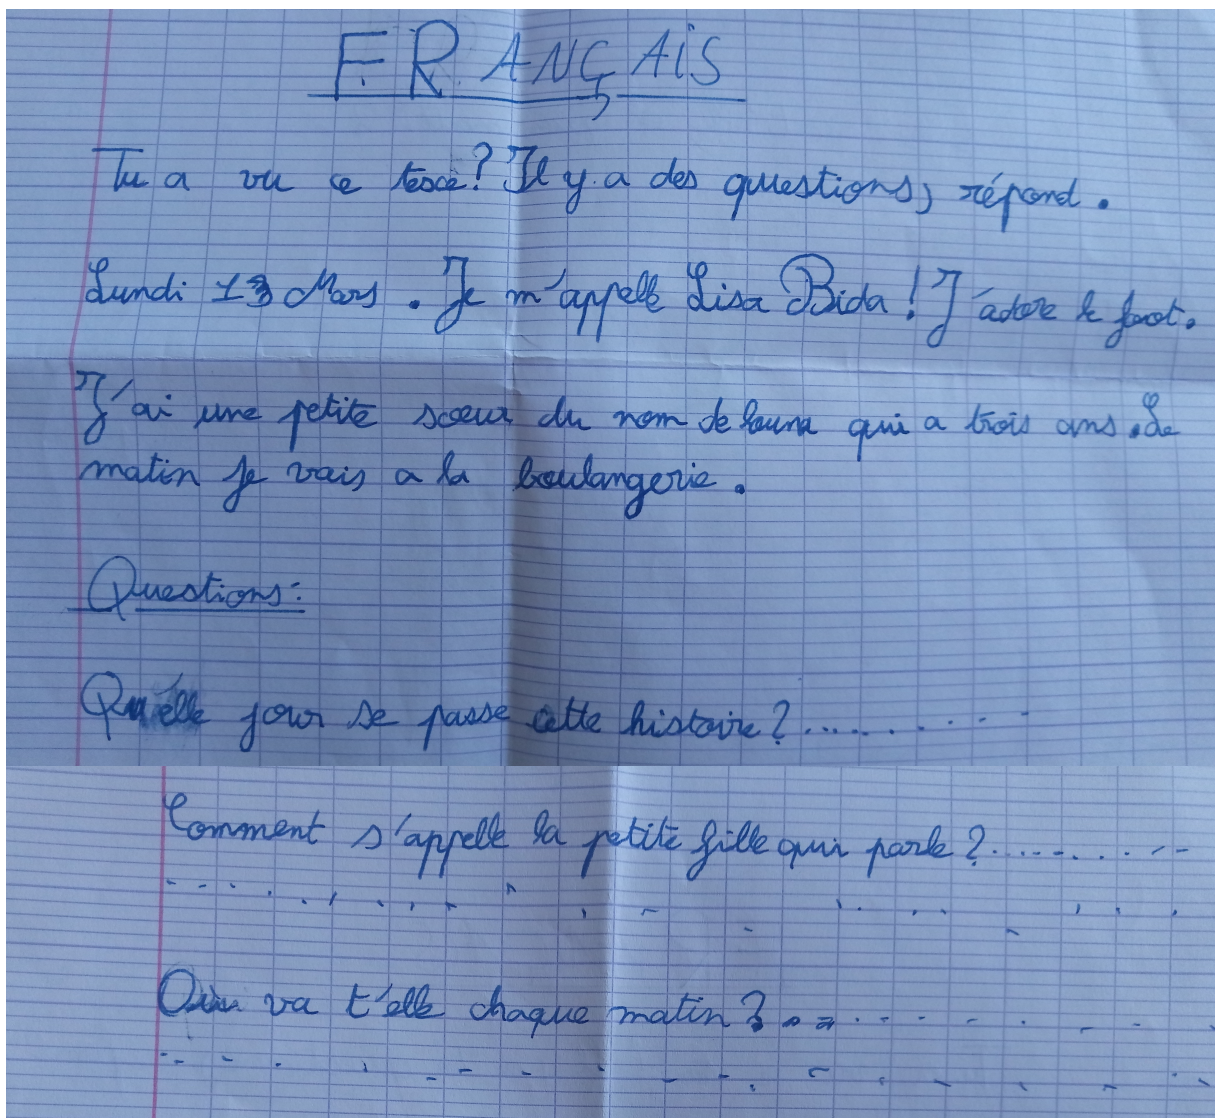 FRANÇAIS
Tu a vu ce texte? Il y a des questions, répond.
Lundi 13 Mars. Je m'appelle Lisa Bida! J'adore le foot.
J'ai une petite soeur du nom de louna qui a trois ans. Le
matin je vais a la boulangerie.
Questions:
Quelle jour se passe cette histoire?..........
Comment s'appelle la petite fille qui parle?..........
Où va t'elle chaque matin?..........